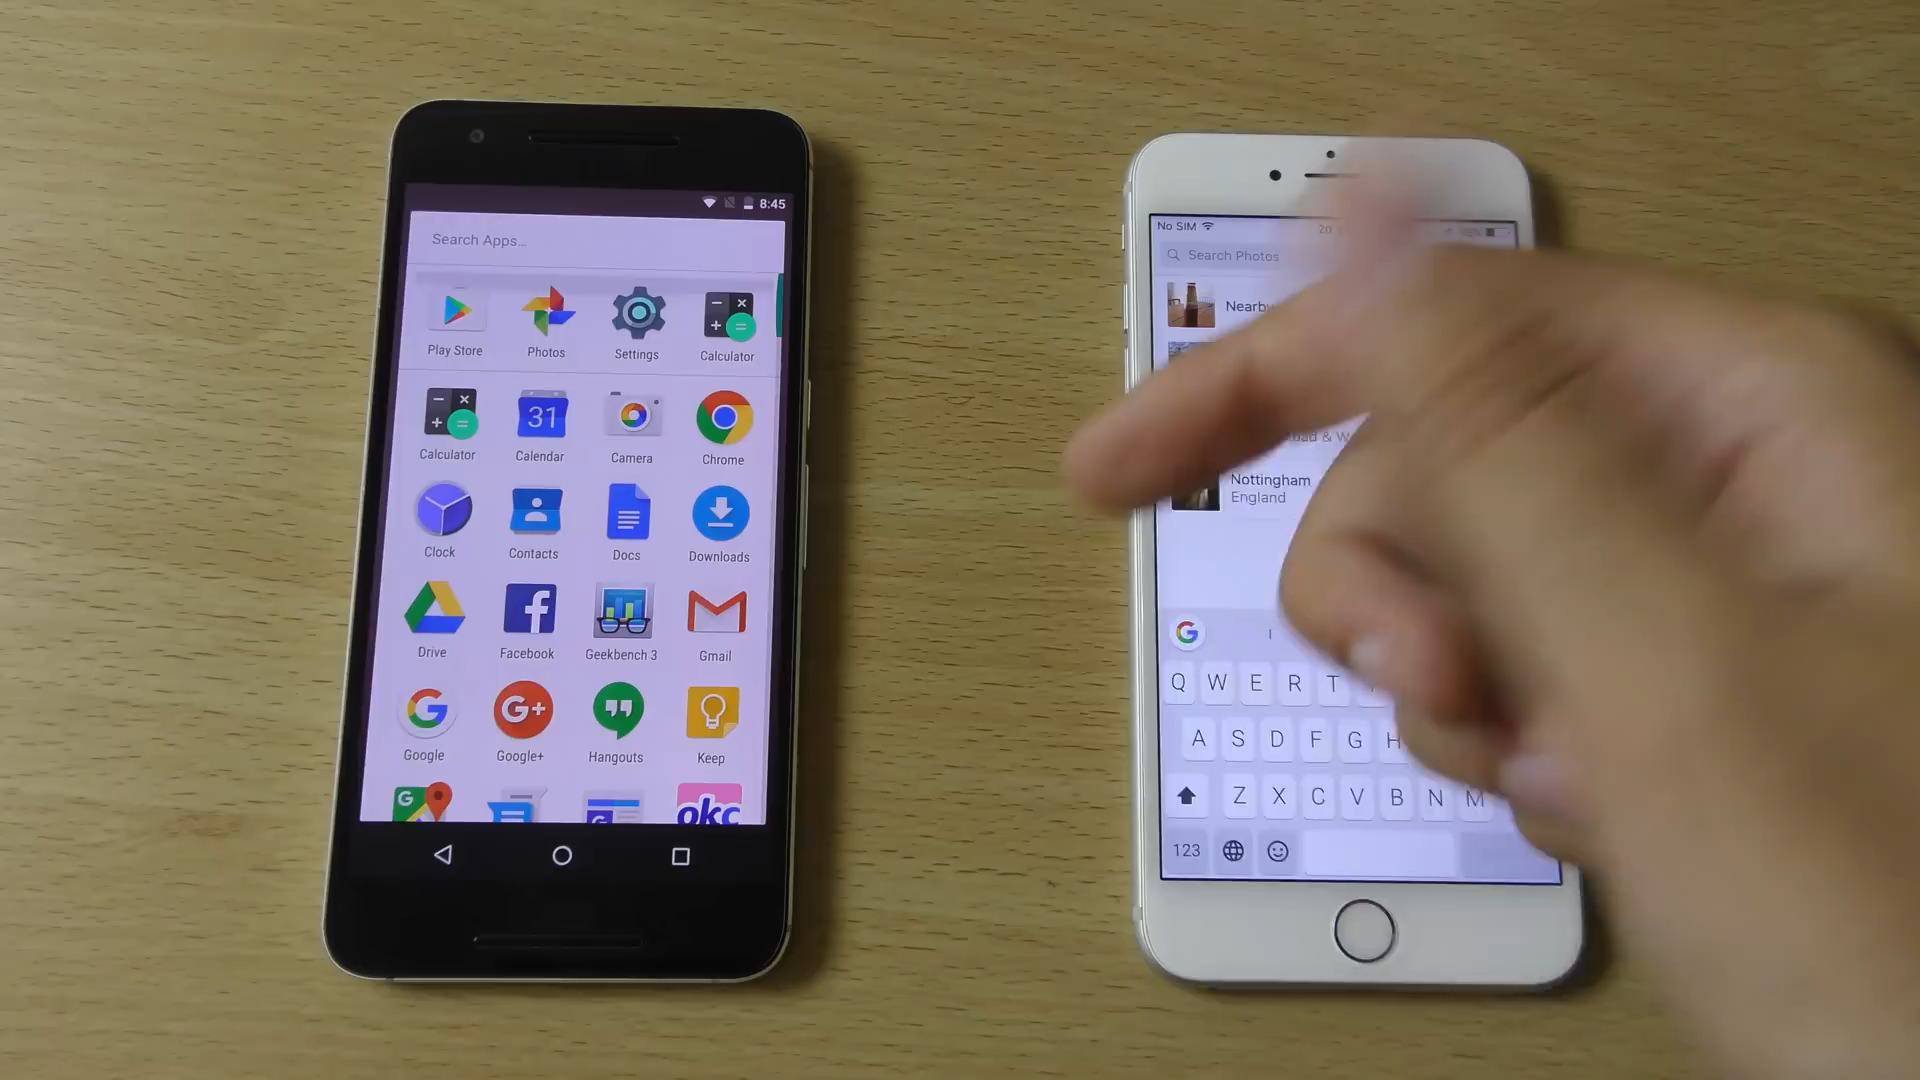 8:45
Search Apps...
Play Store Photos Settings Calculator
31
Calculator Calendar Camera Chrome
Clock Contacts Docs Downloads
Drive Facebook Geekbench 3 Gmail
G G+
Google Google+ Hangouts Keep
G
G
okc
No SIM
Search Photos
Nearby
Nottingham
England
G
Q W E R T
A S D F G H
Z X C V B N M
123